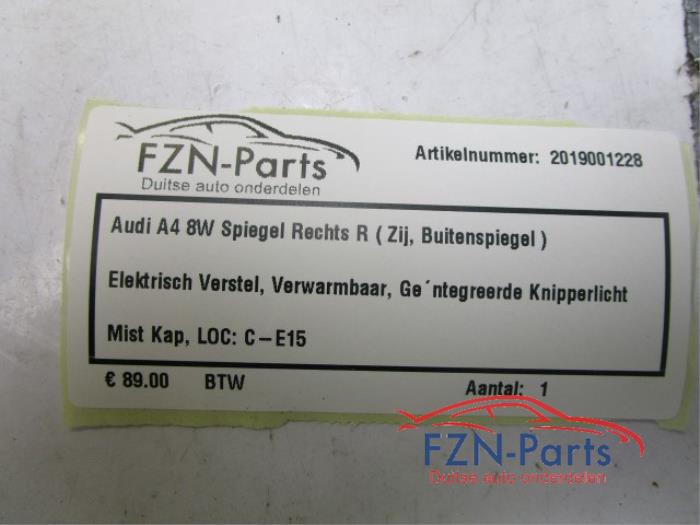 FZN-Parts
Duitse auto onderdelen
Artikelnummer: 2019001228
Audi A4 8W Spiegel Rechts R ( Zij, Buitenspiegel )
Elektrisch Verstel, Verwarmbaar, Ge´ntegreerde Knipperlicht
Mist Kap, LOC: C-E15
€ 89.00 BTW Aantal: 1
FZN-Parts
Duitse auto onderdelen